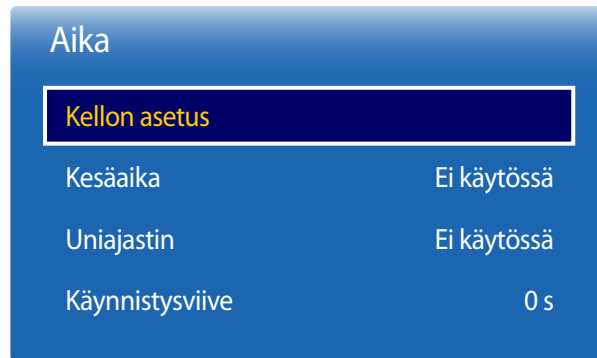 Aika
Kellon asetus
Kesäaika Ei käytössä
Uniajastin Ei käytössä
Käynnistysviive 0 s